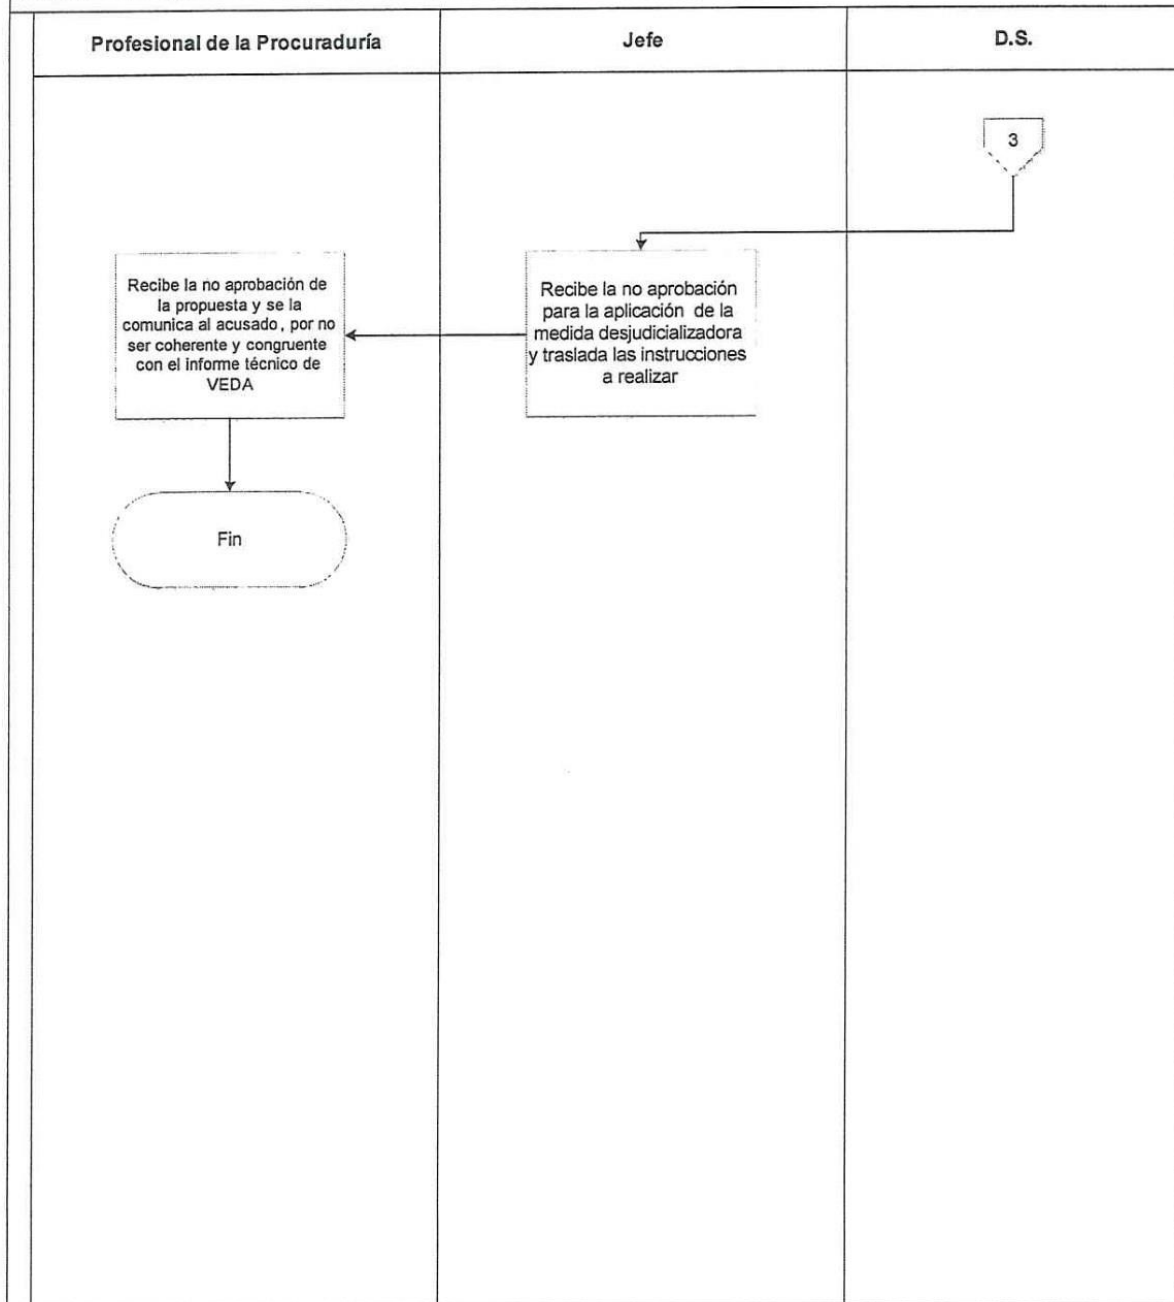 Profesional de la Procuraduría
Jefe
D.S.
3
Recibe la no aprobación
para la aplicación de la
medida desjudicializadora
y traslada las instrucciones
a realizar
Recibe la no aprobación de
la propuesta y se la
comunica al acusado, por no
ser coherente y congruente
con el informe técnico de
VEDA
Fin